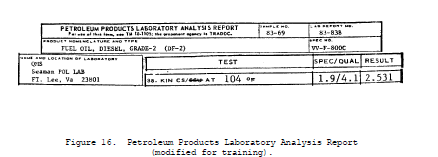 PETROLEUM PRODUCTS LABORATORY ANALYSIS REPORT
For use of this form, see TM 10-1105; the proponent agency is TRADOC.
SAMPLE NO.
83-69
LAB REPORT NO.
83-83B
PRODUCT NOMENCLATURE AND TYPE
FUEL OIL, DIESEL, GRADE-2 (DF-2)
SPEC NO.
VV-F-800C
NAME AND LOCATION OF LABORATORY
QMS
Seaman POL LAB
FT. Lee, Va 23801
TEST
SPEC/QUAL
RESULT
38. KIN CS/ AT 104 °F
1.9/4.1
2.531
Figure 16. Petroleum Products Laboratory Analysis Report
(modified for training).